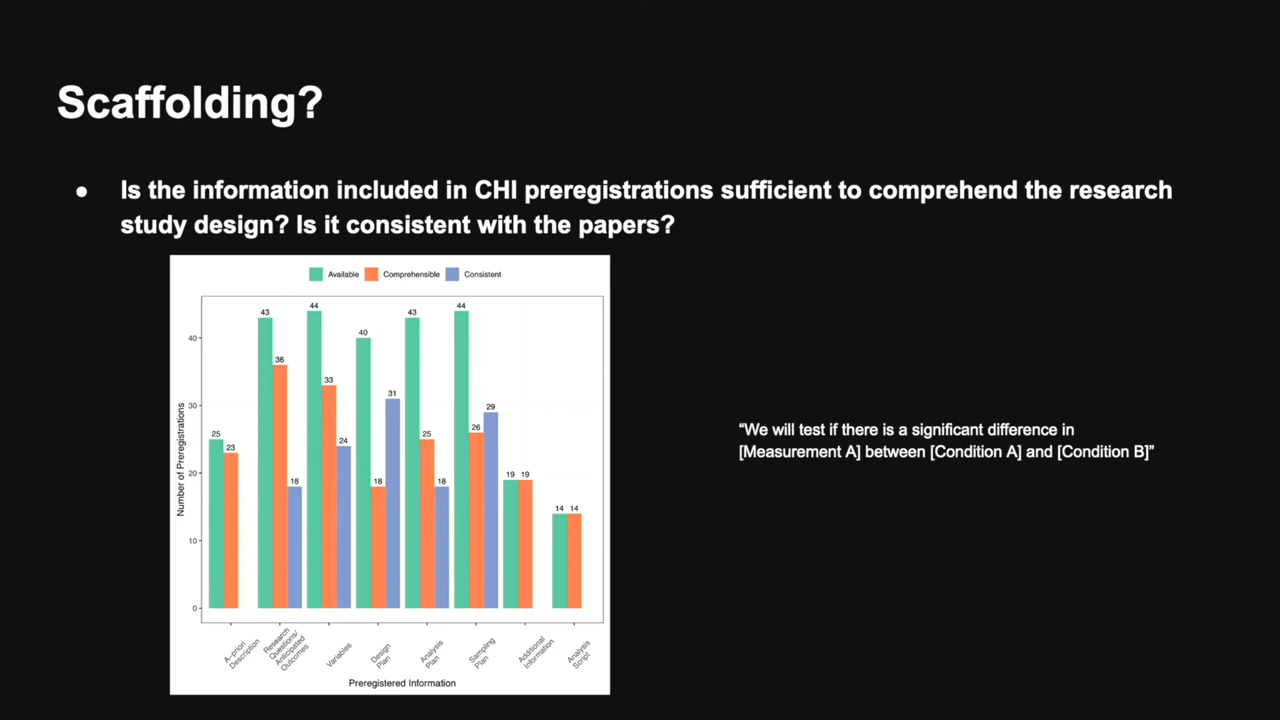 Scaffolding?
● Is the information included in CHI preregistrations sufficient to comprehend the research
study design? Is it consistent with the papers?
Available Comprehensible Consistent
Number of Preregistrations
40
30
20
10
0
25 23
43 36 18
44 33 24
40 18 31
43 25 18
44 26 29
19 19
14 14
A-priori
Description
Research
Questions/
Anticipated
Outcomes
Variables
Design
Plan
Analysis
Plan
Sampling
Plan
Additional
Information
Analysis
Script
Preregistered Information
“We will test if there is a significant difference in
[Measurement A] between [Condition A] and [Condition B]”